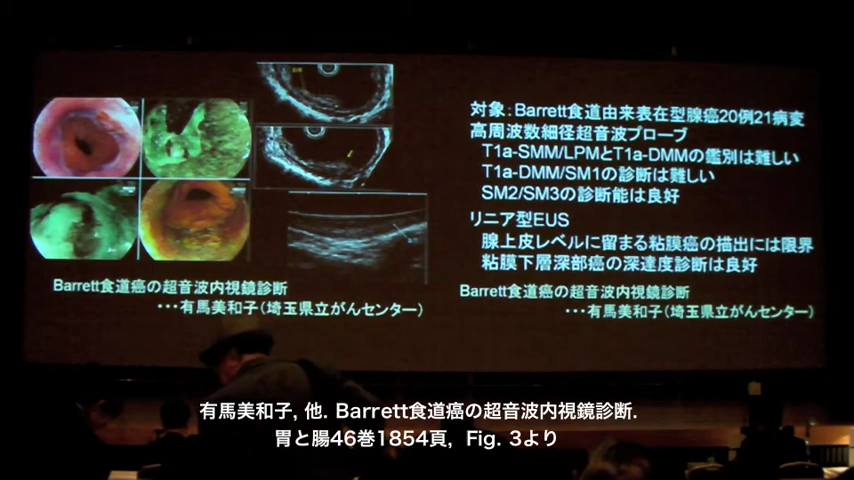 Barrett食道癌の超音波内視鏡診断
･･･有馬美和子（埼玉県立がんセンター）
対象：Barrett食道由来表在型腺癌20例21病変
高周波数細径超音波プローブ
T1a-SMM/LPMとT1a-DMMの鑑別は難しい
T1a-DMM/SM1の診断は難しい
SM2/SM3の診断能は良好
リニア型EUS
腺上皮レベルに留まる粘膜癌の描出には限界
粘膜下層深部癌の深達度診断は良好
Barrett食道癌の超音波内視鏡診断
･･･有馬美和子（埼玉県立がんセンター）
有馬美和子, 他. Barrett食道癌の超音波内視鏡診断.
胃と腸46巻1854頁, Fig. 3より